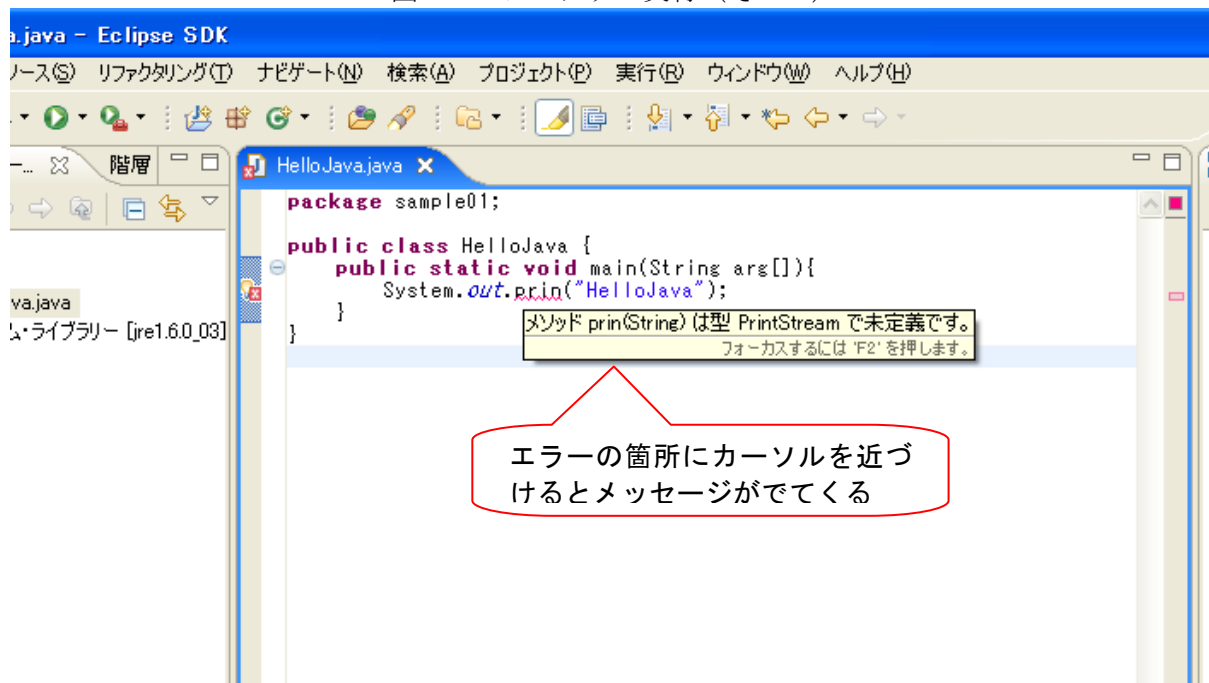 a.java - Eclipse SDK
ソース(S) リファクタリング(T) ナビゲート(N) 検索(A) プロジェクト(P) 実行(R) ウィンドウ(W) ヘルプ(H)
階層
HelloJava.java
package sample01;
public class HelloJava {
public static void main(String arg[]){
System.out.prin("HelloJava");
}
}
va.java
ム・ライブラリー [jre1.6.0_03]
メソッド prin(String) は型 PrintStream で未定義です。
フォーカスするには 'F2' を押します。
エラーの箇所にカーソルを近づ
けるとメッセージがでてくる